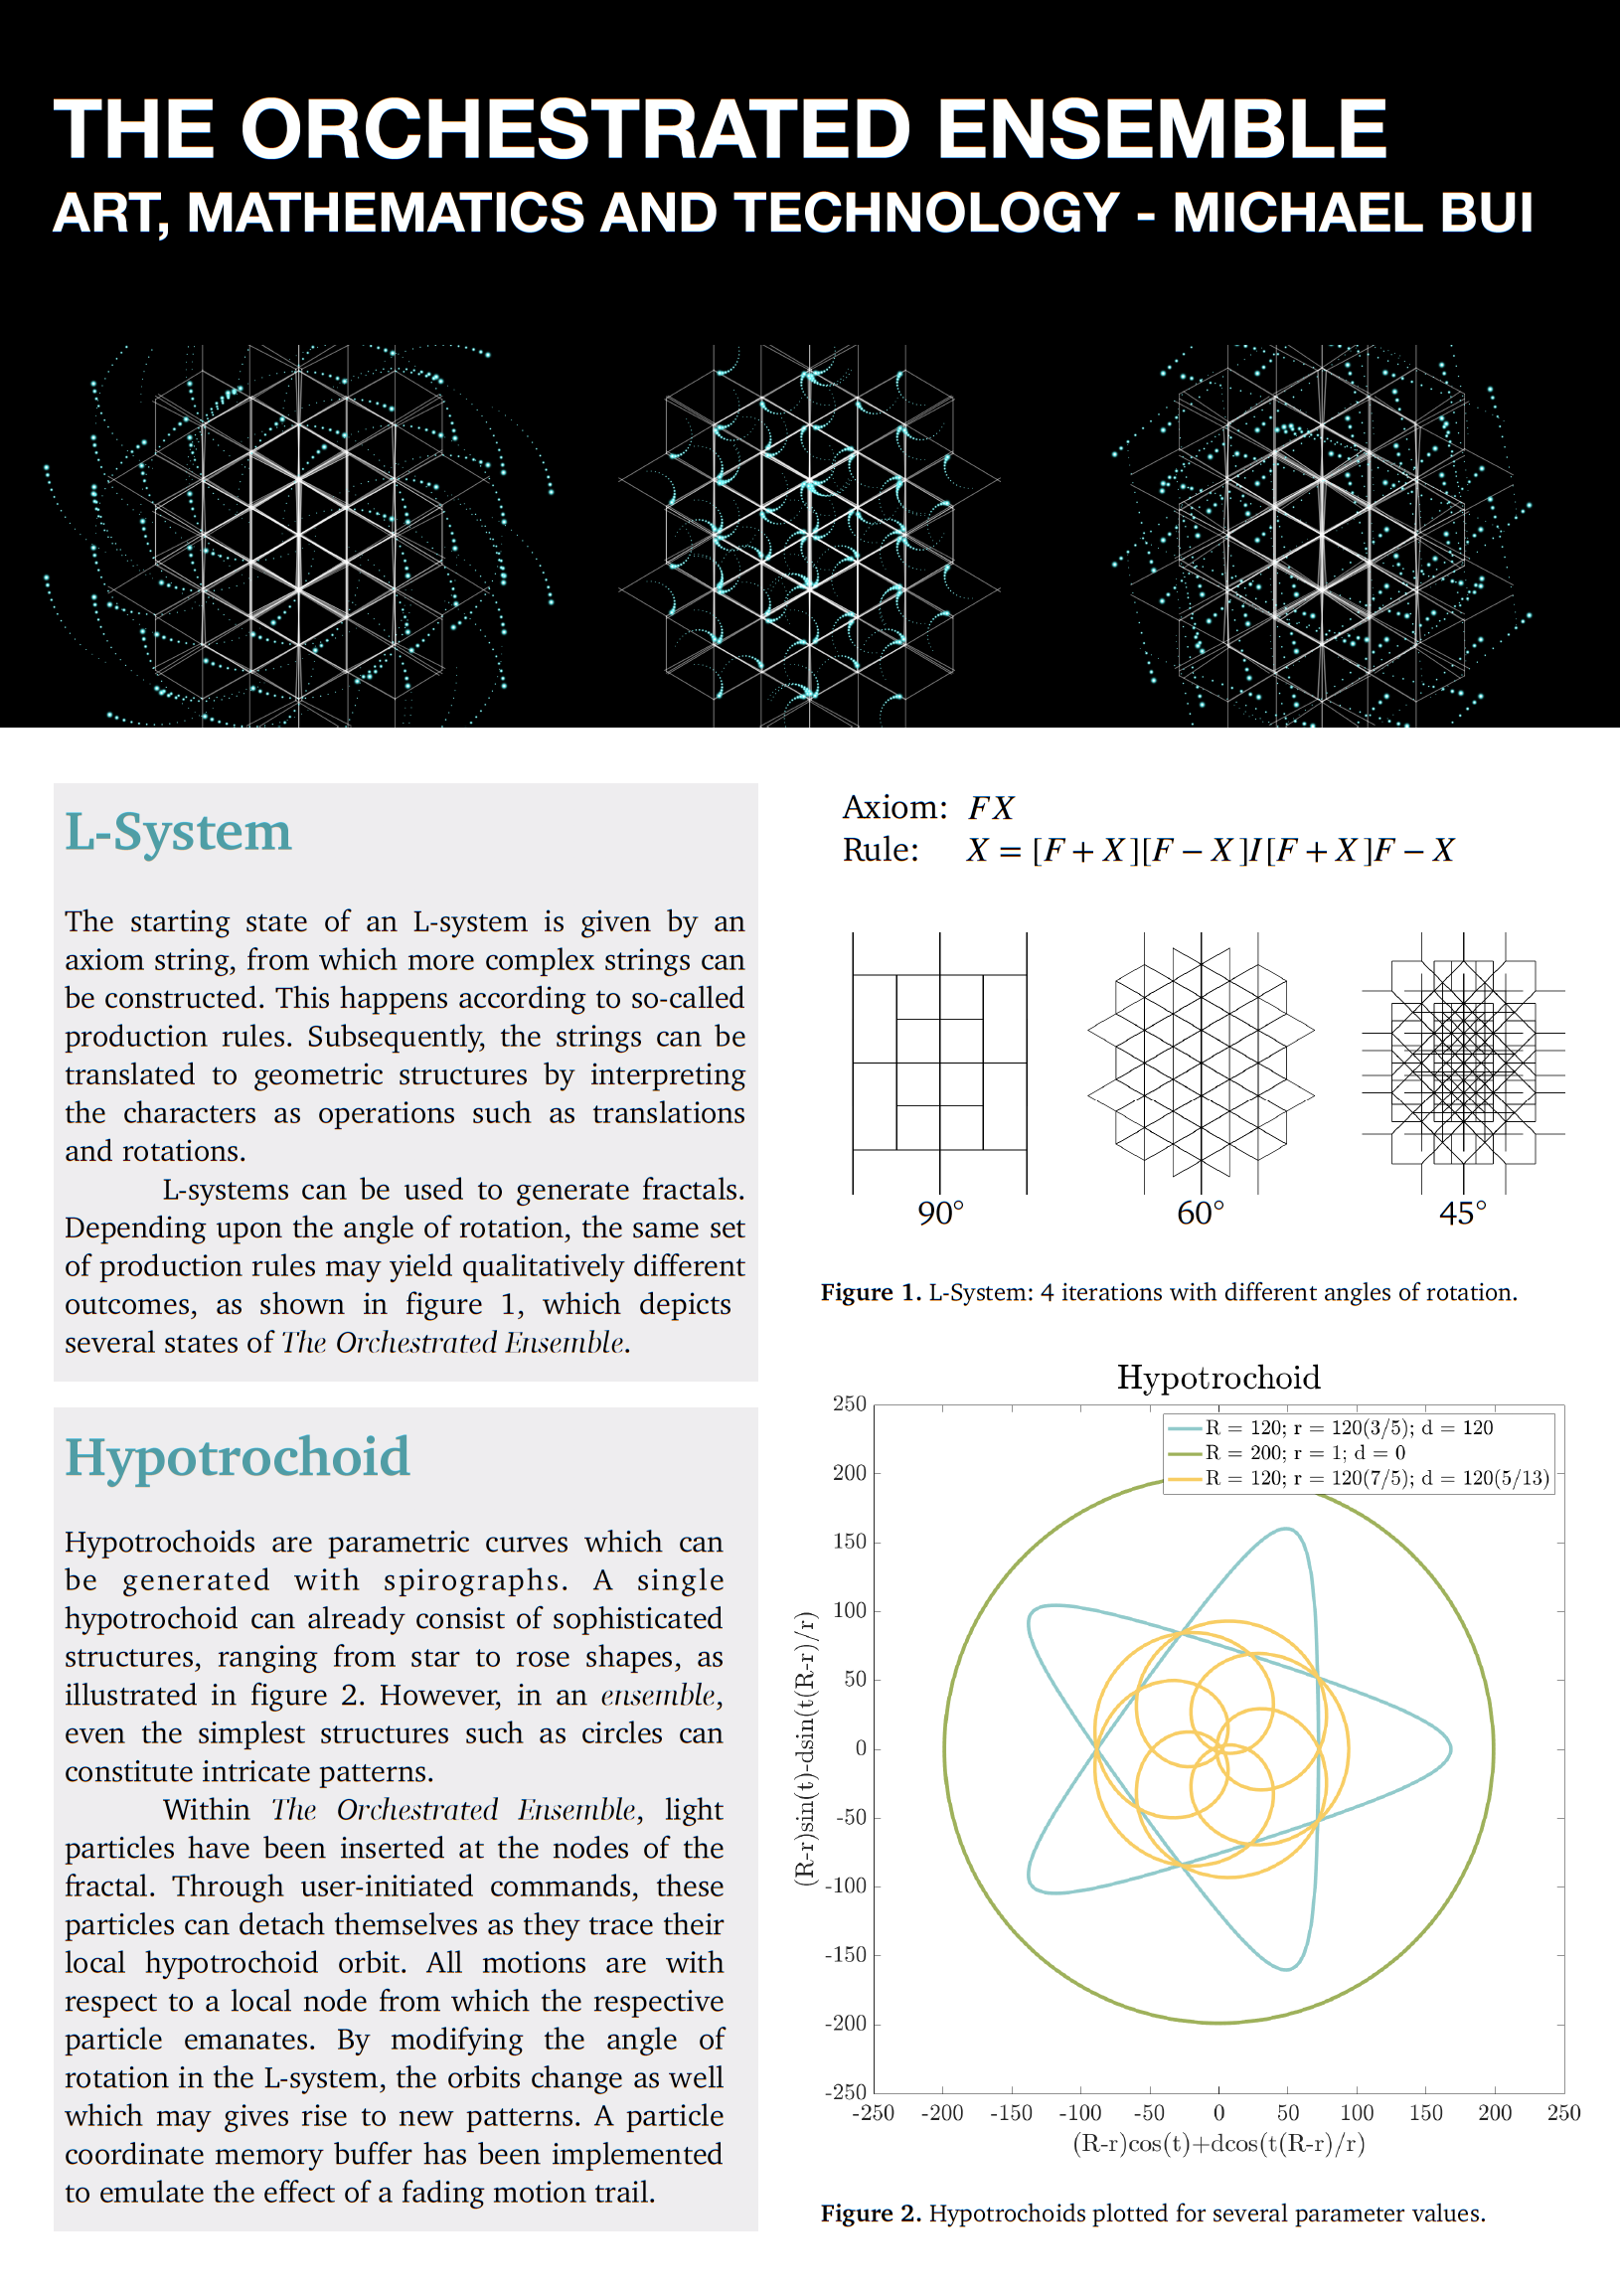 THE ORCHESTRATED ENSEMBLE
ART, MATHEMATICS AND TECHNOLOGY - MICHAEL BUI
L-System
The starting state of an L-system is given by an
axiom string, from which more complex strings can
be constructed. This happens according to so-called
production rules. Subsequently, the strings can be
translated to geometric structures by interpreting
the characters as operations such as translations
and rotations.
L-systems can be used to generate fractals.
Depending upon the angle of rotation, the same set
of production rules may yield qualitatively different
outcomes, as shown in figure 1, which depicts
several states of The Orchestrated Ensemble.
Hypotrochoid
Hypotrochoids are parametric curves which can
be generated with spirographs. A single
hypotrochoid can already consist of sophisticated
structures, ranging from star to rose shapes, as
illustrated in figure 2. However, in an ensemble,
even the simplest structures such as circles can
constitute intricate patterns.
Within The Orchestrated Ensemble, light
particles have been inserted at the nodes of the
fractal. Through user-initiated commands, these
particles can detach themselves as they trace their
local hypotrochoid orbit. All motions are with
respect to a local node from which the respective
particle emanates. By modifying the angle of
rotation in the L-system, the orbits change as well
which may gives rise to new patterns. A particle
coordinate memory buffer has been implemented
to emulate the effect of a fading motion trail.
Axiom: FX
Rule: X = [F + X][F − X]I[F + X]F − X
90° 60° 45°
Figure 1. L-System: 4 iterations with different angles of rotation.
Hypotrochoid
R = 120; r = 120(3/5); d = 120
R = 200; r = 1; d = 0
R = 120; r = 120(7/5); d = 120(5/13)
(R-r)sin(t)-dsin(t(R-r)/r)
250
200
150
100
50
0
-50
-100
-150
-200
-250
-250 -200 -150 -100 -50 0 50 100 150 200 250
(R-r)cos(t)+dcos(t(R-r)/r)
Figure 2. Hypotrochoids plotted for several parameter values.